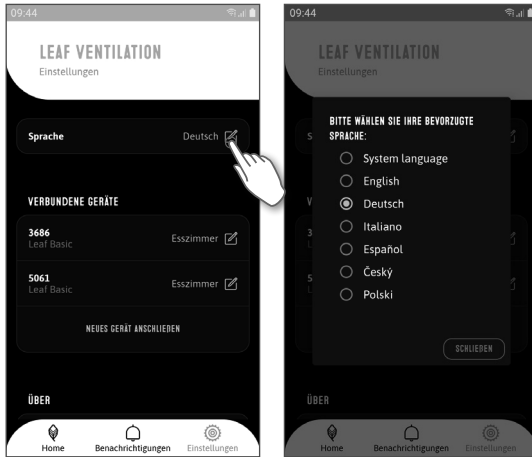 09:44
LEAF VENTILATION
Einstellungen
Sprache
Deutsch
VERBUNDENE GERÄTE
3686
Leaf Basic
Esszimmer
5061
Leaf Basic
Esszimmer
NEUES GERÄT ANSCHLIEẞEN
ÜBER
Home
Benachrichtigungen
Einstellungen
09:44
LEAF VENTILATION
Einstellungen
BITTE WÄHLEN SIE IHRE BEVORZUGTE
SPRACHE:
System language
English
Deutsch
Italiano
Español
Český
Polski
SCHLIEẞEN
ÜBER
Home
Benachrichtigungen
Einstellungen